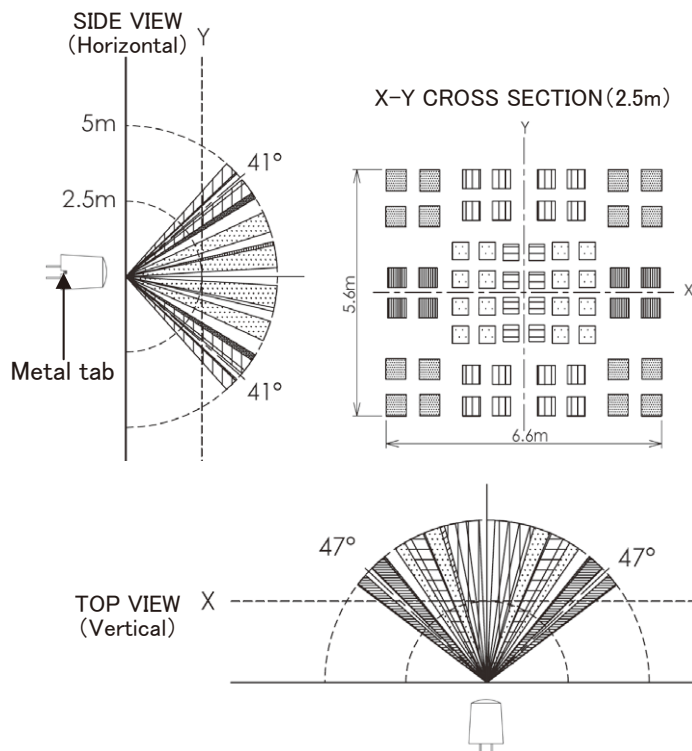 SIDE VIEW
(Horizontal)
Y
5m
2.5m
41°
41°
Metal tab
X-Y CROSS SECTION(2.5m)
Y
X
5.6m
6.6m
47°
47°
TOP VIEW
(Vertical)
X